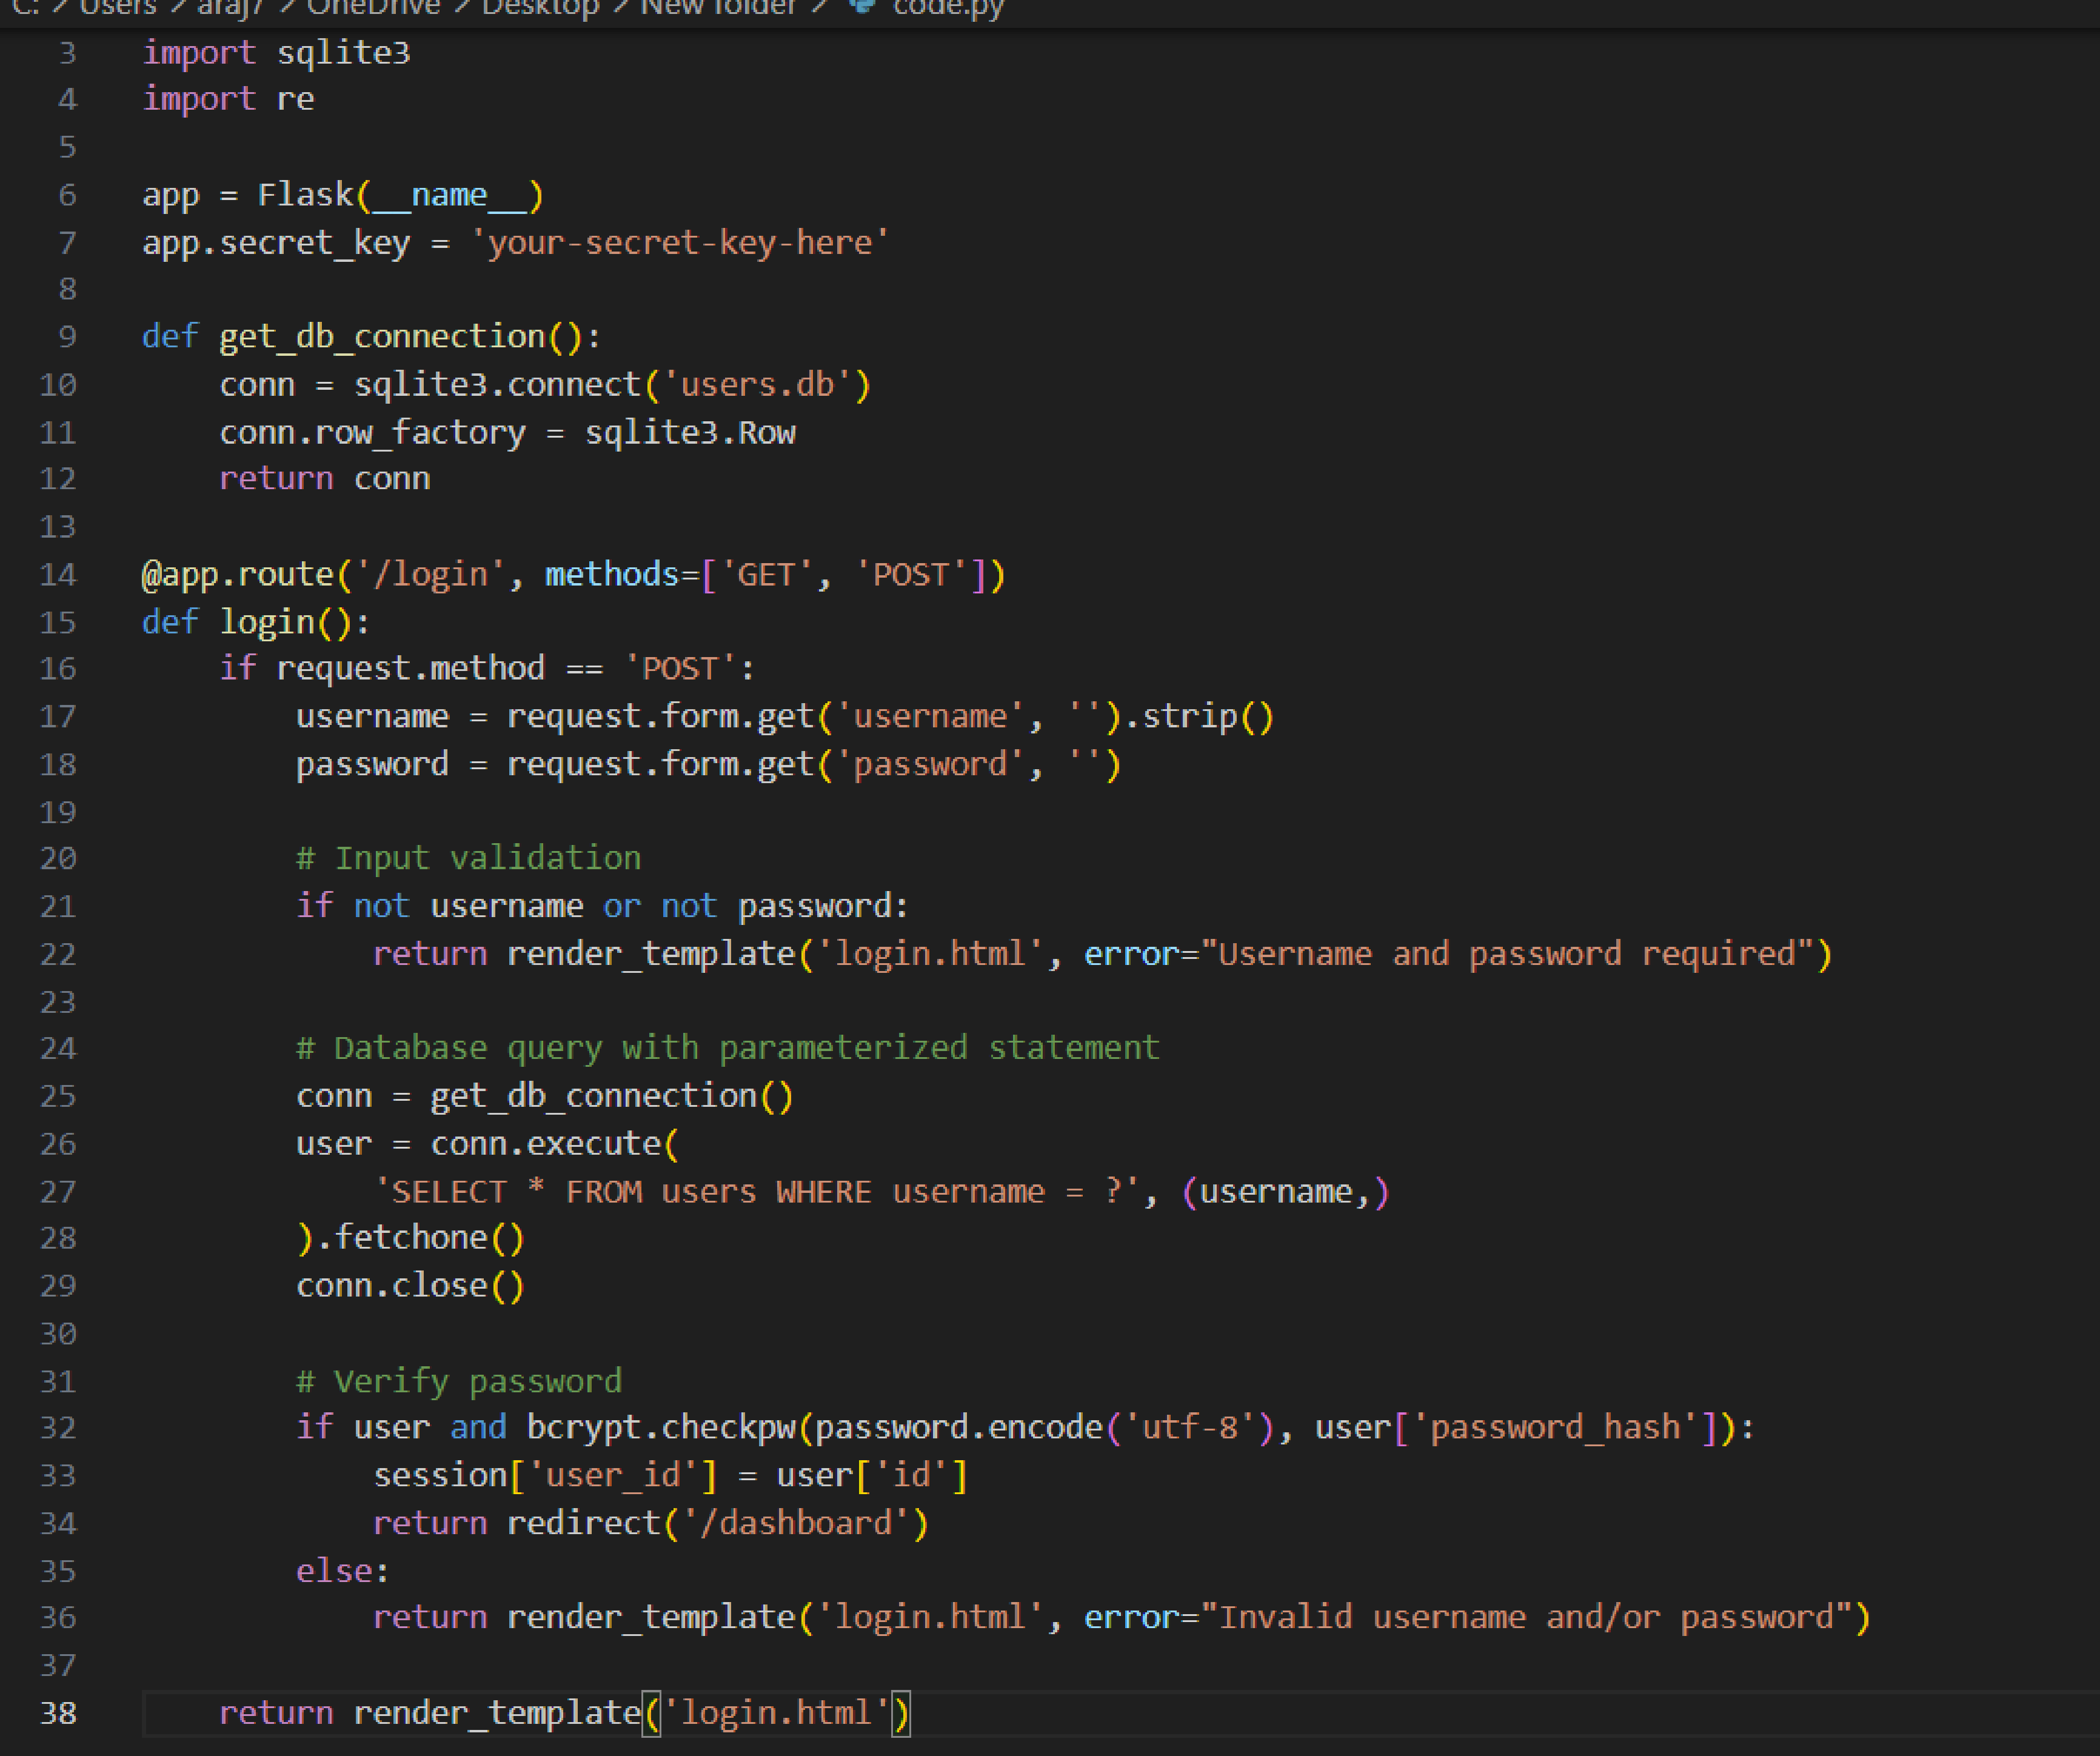 C: > Users > araj7 > OneDrive > Desktop > New folder > code.py
3 import sqlite3
4 import re
5
6 app = Flask(__name__)
7 app.secret_key = 'your-secret-key-here'
8
9 def get_db_connection():
10     conn = sqlite3.connect('users.db')
11     conn.row_factory = sqlite3.Row
12     return conn
13
14 @app.route('/login', methods=['GET', 'POST'])
15 def login():
16     if request.method == 'POST':
17         username = request.form.get('username', '').strip()
18         password = request.form.get('password', '')
19
20         # Input validation
21         if not username or not password:
22             return render_template('login.html', error="Username and password required")
23
24         # Database query with parameterized statement
25         conn = get_db_connection()
26         user = conn.execute(
27             'SELECT * FROM users WHERE username = ?', (username,)
28         ).fetchone()
29         conn.close()
30
31         # Verify password
32         if user and bcrypt.checkpw(password.encode('utf-8'), user['password_hash']):
33             session['user_id'] = user['id']
34             return redirect('/dashboard')
35         else:
36             return render_template('login.html', error="Invalid username and/or password")
37
38     return render_template('login.html')